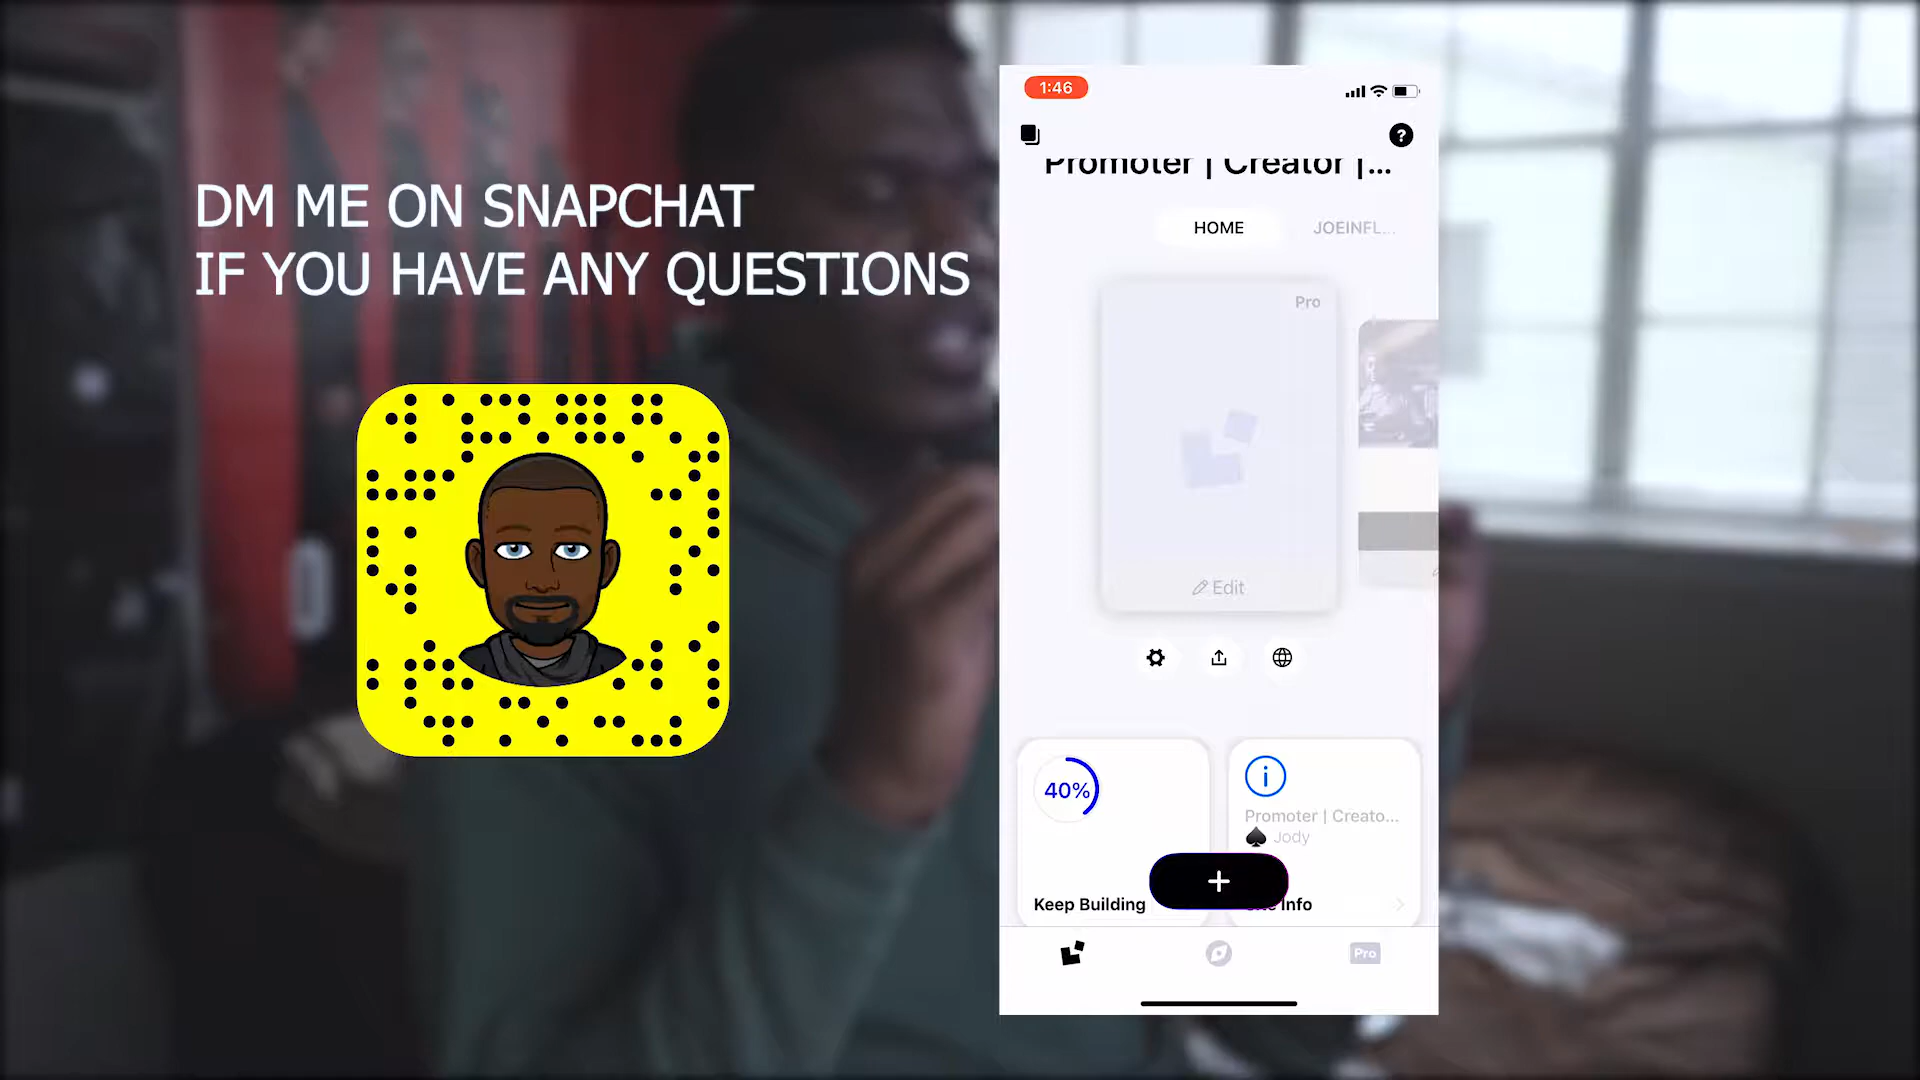 DM ME ON SNAPCHAT
IF YOU HAVE ANY QUESTIONS
1:46
Promoter | Creator |...
HOME
JOEINFL...
Pro
Edit
40%
Keep Building
Promoter | Creato...
Jody
Info
Pro